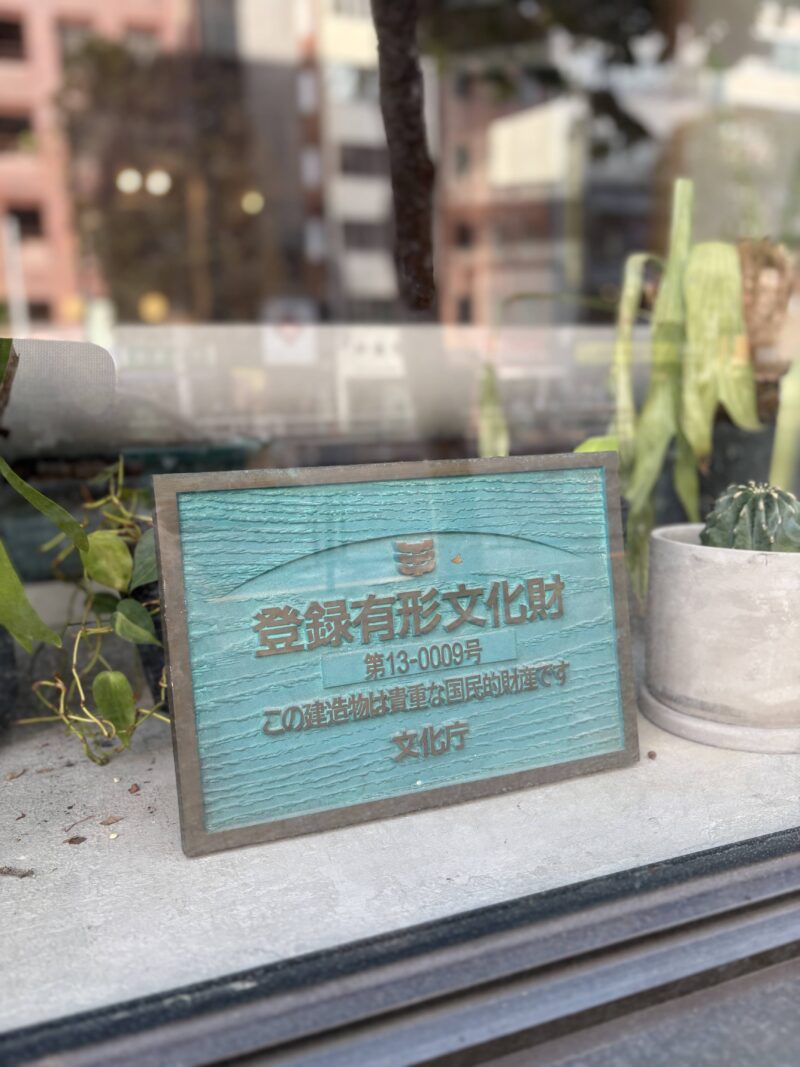 登録有形文化財
第13-0009号
この建造物は貴重な国民的財産です
文化庁